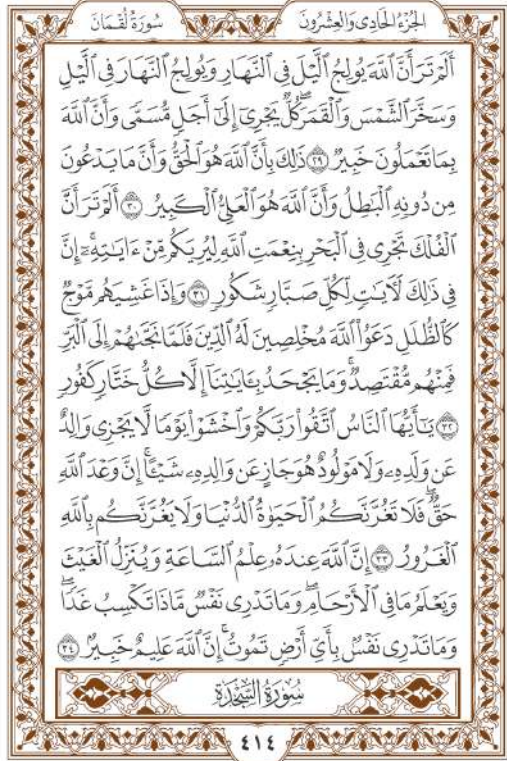 سُورَةُ لُقْمَانَ
الجُزْءُ الحَادِي وَالعِشْرُونَ
أَلَمْ تَرَ أَنَّ ٱللَّهَ يُولِجُ ٱلَّيْلَ فِى ٱلنَّهَارِ وَيُولِجُ ٱلنَّهَارَ فِى ٱلَّيْلِ
وَسَخَّرَ ٱلشَّمْسَ وَٱلْقَمَرَۖ كُلٌّ يَجْرِىٓ إِلَىٰٓ أَجَلٍ مُّسَمًّى وَأَنَّ ٱللَّهَ
بِمَا تَعْمَلُونَ خَبِيرٌ ٢٩ ذَٰلِكَ بِأَنَّ ٱللَّهَ هُوَ ٱلْحَقُّ وَأَنَّ مَا يَدْعُونَ
مِن دُونِهِ ٱلْبَٰطِلُ وَأَنَّ ٱللَّهَ هُوَ ٱلْعَلِىُّ ٱلْكَبِيرُ ٣٠ أَلَمْ تَرَ أَنَّ
ٱلْفُلْكَ تَجْرِى فِى ٱلْبَحْرِ بِنِعْمَتِ ٱللَّهِ لِيُرِيَكُم مِّنْ ءَايَٰتِهِۦٓۚ إِنَّ
فِى ذَٰلِكَ لَءَايَٰتٍ لِّكُلِّ صَبَّارٍ شَكُورٍ ٣١ وَإِذَا غَشِيَهُم مَّوْجٌ
كَٱلظُّلَلِ دَعَوُا۟ ٱللَّهَ مُخْلِصِينَ لَهُ ٱلدِّينَ فَلَمَّا نَجَّىٰهُمْ إِلَى ٱلْبَرِّ
فَمِنْهُم مُّقْتَصِدٌۚ وَمَا يَجْحَدُ بِـَٔايَٰتِنَآ إِلَّا كُلُّ خَتَّارٍ كَفُورٍ
٣٢ يَٰٓأَيُّهَا ٱلنَّاسُ ٱتَّقُوا۟ رَبَّكُمْ وَٱخْشَوْا۟ يَوْمًا لَّا يَجْزِى وَالِدٌ
عَن وَلَدِهِۦ وَلَا مَوْلُودٌ هُوَ جَازٍ عَن وَالِدِهِۦ شَيْـًٔاۚ إِنَّ وَعْدَ ٱللَّهِ
حَقٌّۖ فَلَا تَغُرَّنَّكُمُ ٱلْحَيَوٰةُ ٱلدُّنْيَا وَلَا يَغُرَّنَّكُم بِٱللَّهِ
ٱلْغَرُورُ ٣٣ إِنَّ ٱللَّهَ عِندَهُۥ عِلْمُ ٱلسَّاعَةِ وَيُنَزِّلُ ٱلْغَيْثَ
وَيَعْلَمُ مَا فِى ٱلْأَرْحَامِۖ وَمَا تَدْرِى نَفْسٌ مَّاذَا تَكْسِبُ غَدًاۖ
وَمَا تَدْرِى نَفْسٌۢ بِأَىِّ أَرْضٍ تَمُوتُۚ إِنَّ ٱللَّهَ عَلِيمٌ خَبِيرٌۢ ٣٤
سُورَةُ السَّجْدَةِ
٤١٤